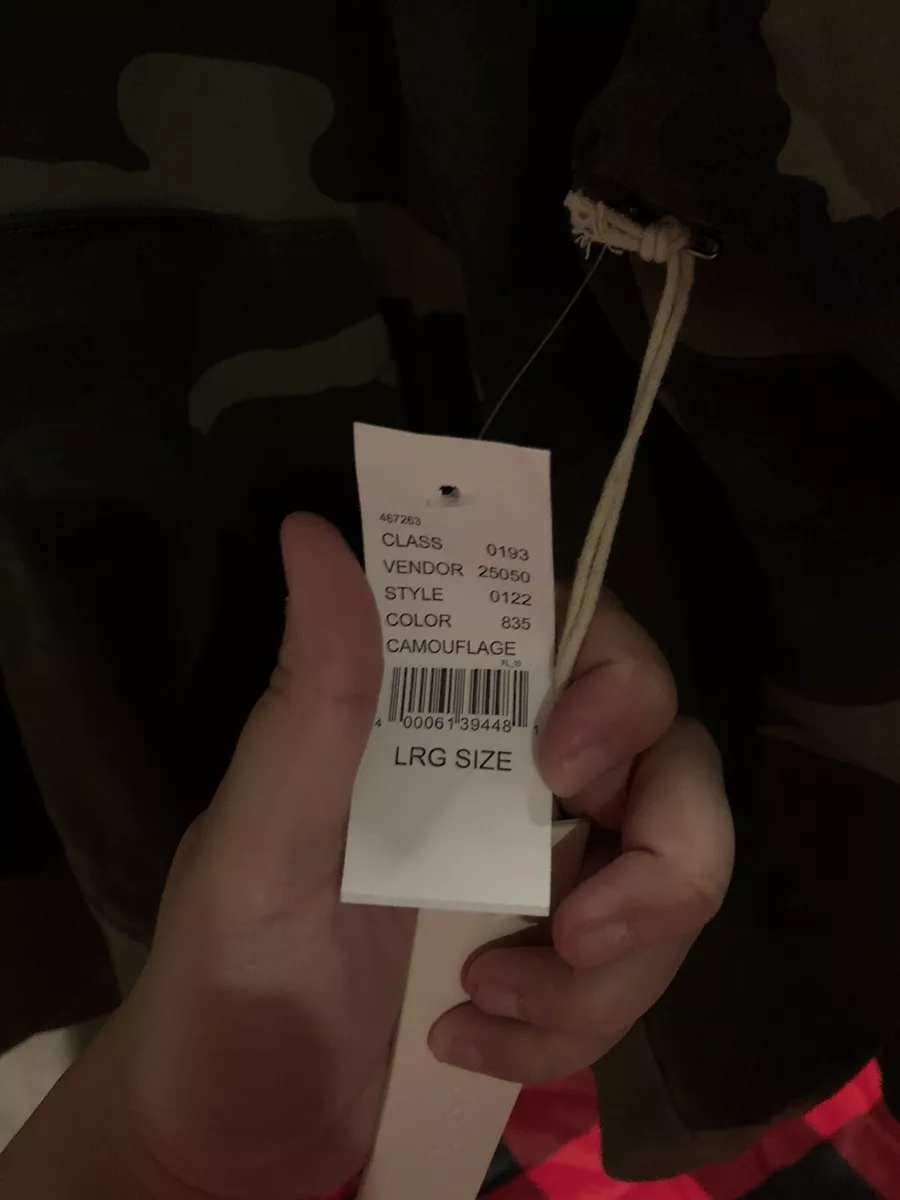 467263
CLASS 0193
VENDOR 25050
STYLE 0122
COLOR 835
CAMOUFLAGE
4 00061 39448 1
LRG SIZE